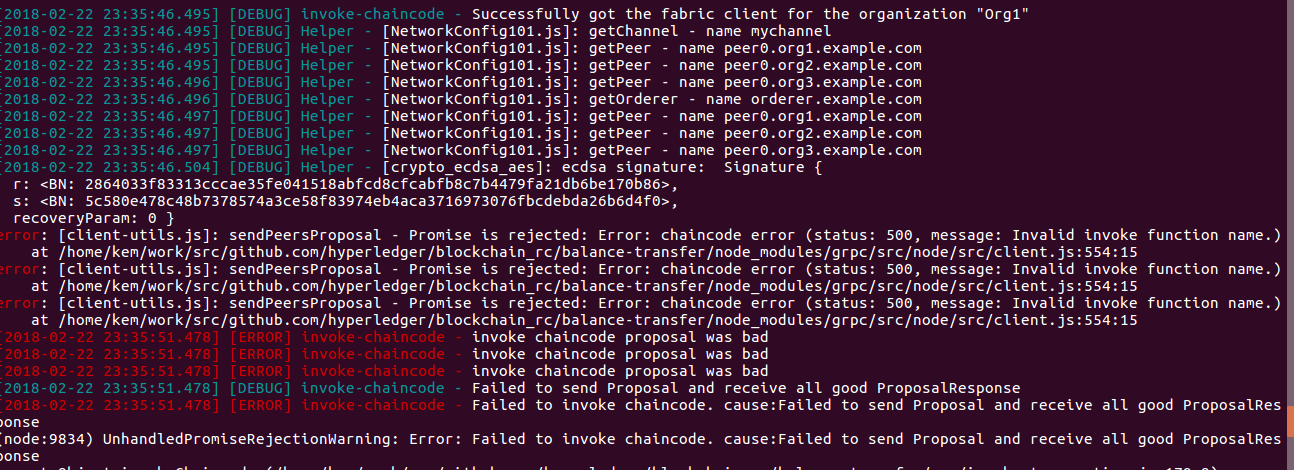 [2018-02-22 23:35:46.495] [DEBUG] invoke-chaincode - Successfully got the fabric client for the organization "Org1"
[2018-02-22 23:35:46.495] [DEBUG] Helper - [NetworkConfig101.js]: getChannel - name mychannel
[2018-02-22 23:35:46.495] [DEBUG] Helper - [NetworkConfig101.js]: getPeer - name peer0.org1.example.com
[2018-02-22 23:35:46.495] [DEBUG] Helper - [NetworkConfig101.js]: getPeer - name peer0.org2.example.com
[2018-02-22 23:35:46.496] [DEBUG] Helper - [NetworkConfig101.js]: getPeer - name peer0.org3.example.com
[2018-02-22 23:35:46.496] [DEBUG] Helper - [NetworkConfig101.js]: getOrderer - name orderer.example.com
[2018-02-22 23:35:46.497] [DEBUG] Helper - [NetworkConfig101.js]: getPeer - name peer0.org1.example.com
[2018-02-22 23:35:46.497] [DEBUG] Helper - [NetworkConfig101.js]: getPeer - name peer0.org2.example.com
[2018-02-22 23:35:46.497] [DEBUG] Helper - [NetworkConfig101.js]: getPeer - name peer0.org3.example.com
[2018-02-22 23:35:46.504] [DEBUG] Helper - [crypto_ecdsa_aes]: ecdsa signature:  Signature {
  r: <BN: 2864033f83313cccae35fe041518abfcd8cfcabfb8c7b4479fa21db6be170b86>,
  s: <BN: 5c580e478c48b7378574a3ce58f83974eb4aca3716973076fbcdebda26b6d4f0>,
  recoveryParam: 0 }
error: [client-utils.js]: sendPeersProposal - Promise is rejected: Error: chaincode error (status: 500, message: Invalid invoke function name.)
    at /home/kem/work/src/github.com/hyperledger/blockchain_rc/balance-transfer/node_modules/grpc/src/node/src/client.js:554:15
error: [client-utils.js]: sendPeersProposal - Promise is rejected: Error: chaincode error (status: 500, message: Invalid invoke function name.)
    at /home/kem/work/src/github.com/hyperledger/blockchain_rc/balance-transfer/node_modules/grpc/src/node/src/client.js:554:15
error: [client-utils.js]: sendPeersProposal - Promise is rejected: Error: chaincode error (status: 500, message: Invalid invoke function name.)
    at /home/kem/work/src/github.com/hyperledger/blockchain_rc/balance-transfer/node_modules/grpc/src/node/src/client.js:554:15
[2018-02-22 23:35:51.478] [ERROR] invoke-chaincode - invoke chaincode proposal was bad
[2018-02-22 23:35:51.478] [ERROR] invoke-chaincode - invoke chaincode proposal was bad
[2018-02-22 23:35:51.478] [ERROR] invoke-chaincode - invoke chaincode proposal was bad
[2018-02-22 23:35:51.478] [DEBUG] invoke-chaincode - Failed to send Proposal and receive all good ProposalResponse
[2018-02-22 23:35:51.478] [ERROR] invoke-chaincode - Failed to invoke chaincode. cause:Failed to send Proposal and receive all good ProposalRes
ponse
(node:9834) UnhandledPromiseRejectionWarning: Error: Failed to invoke chaincode. cause:Failed to send Proposal and receive all good ProposalRes
ponse